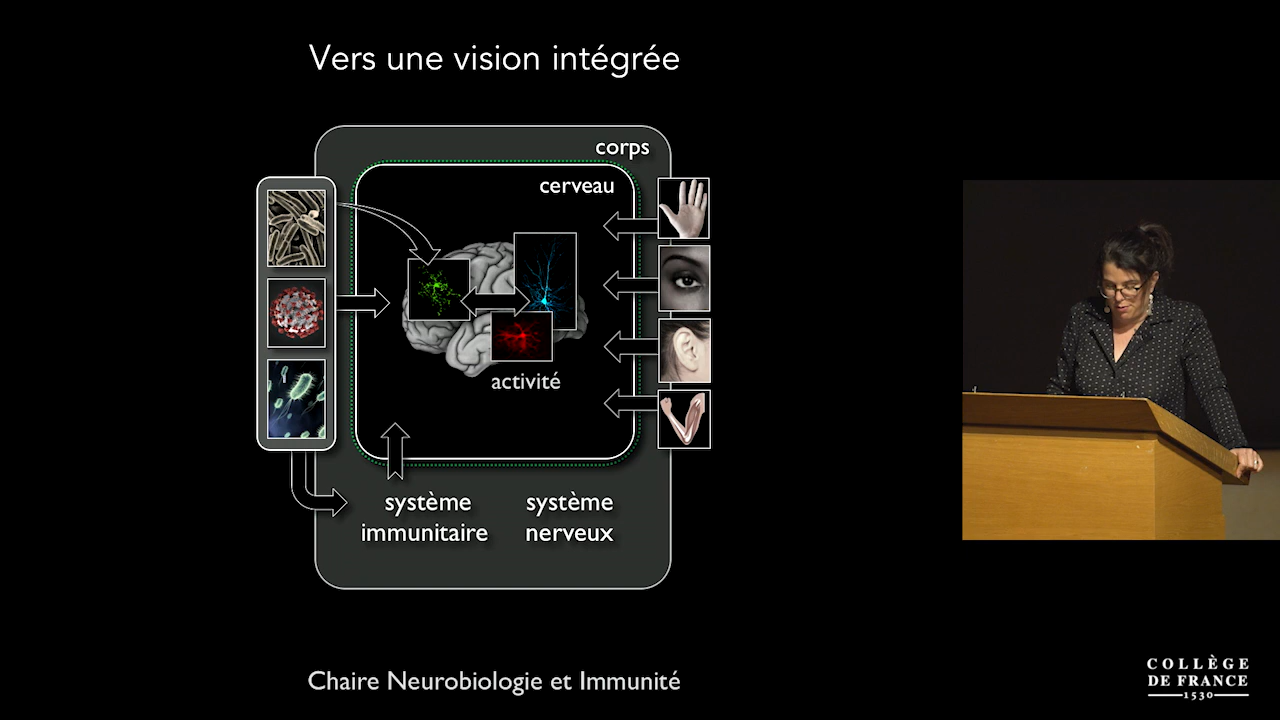 Vers une vision intégrée
corps
cerveau
activité
système
immunitaire
système
nerveux
Chaire Neurobiologie et Immunité
COLLÈGE
DE FRANCE
1530